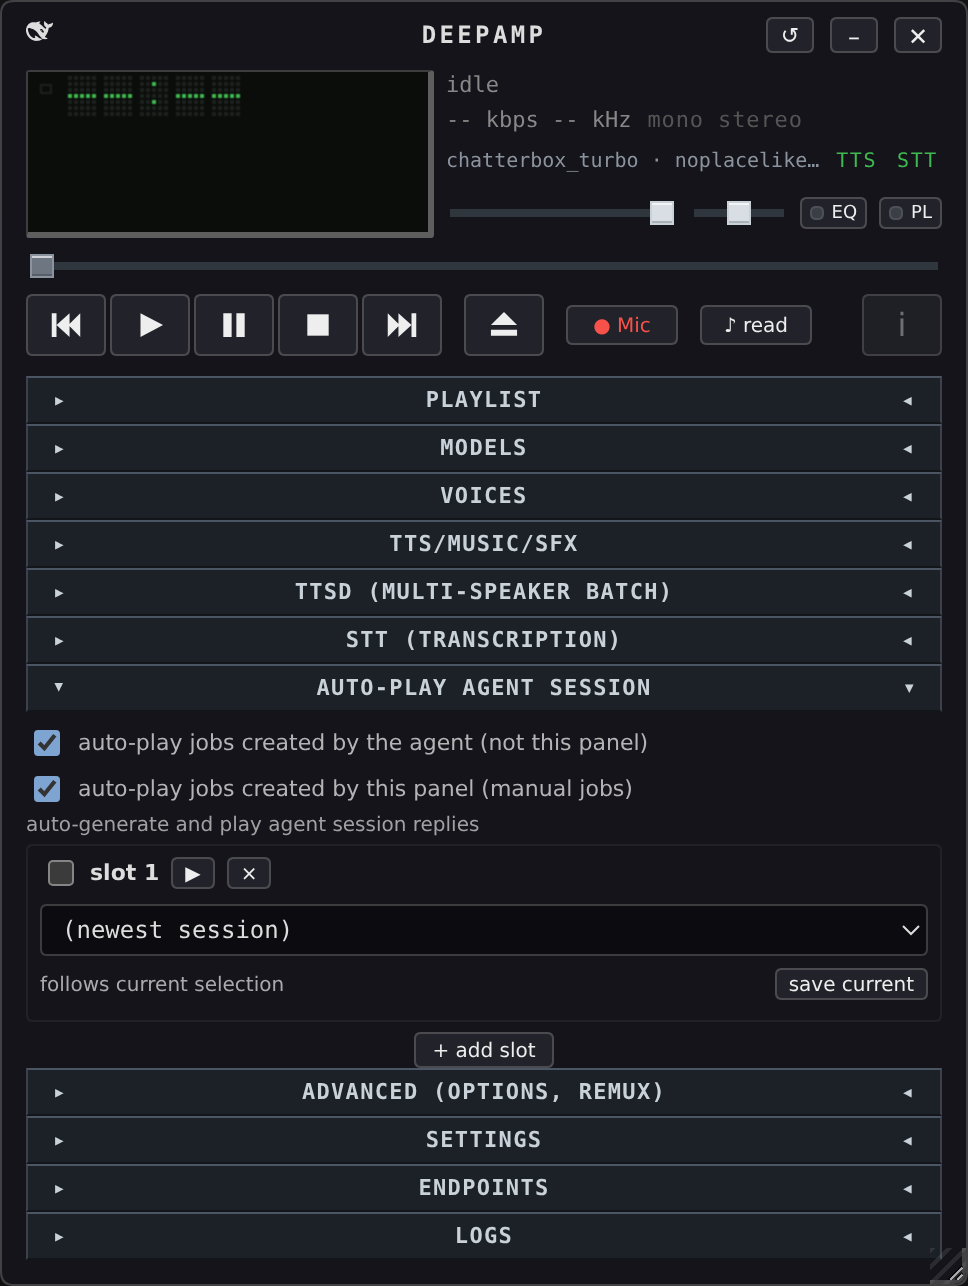 DEEPAMP
idle
-- kbps -- kHz mono stereo
chatterbox_turbo · noplacelike… TTS STT
EQ PL
● Mic ♪ read i
PLAYLIST
MODELS
VOICES
TTS/MUSIC/SFX
TTSD (MULTI-SPEAKER BATCH)
STT (TRANSCRIPTION)
AUTO-PLAY AGENT SESSION
auto-play jobs created by the agent (not this panel)
auto-play jobs created by this panel (manual jobs)
auto-generate and play agent session replies
slot 1
(newest session)
follows current selection save current
+ add slot
ADVANCED (OPTIONS, REMUX)
SETTINGS
ENDPOINTS
LOGS